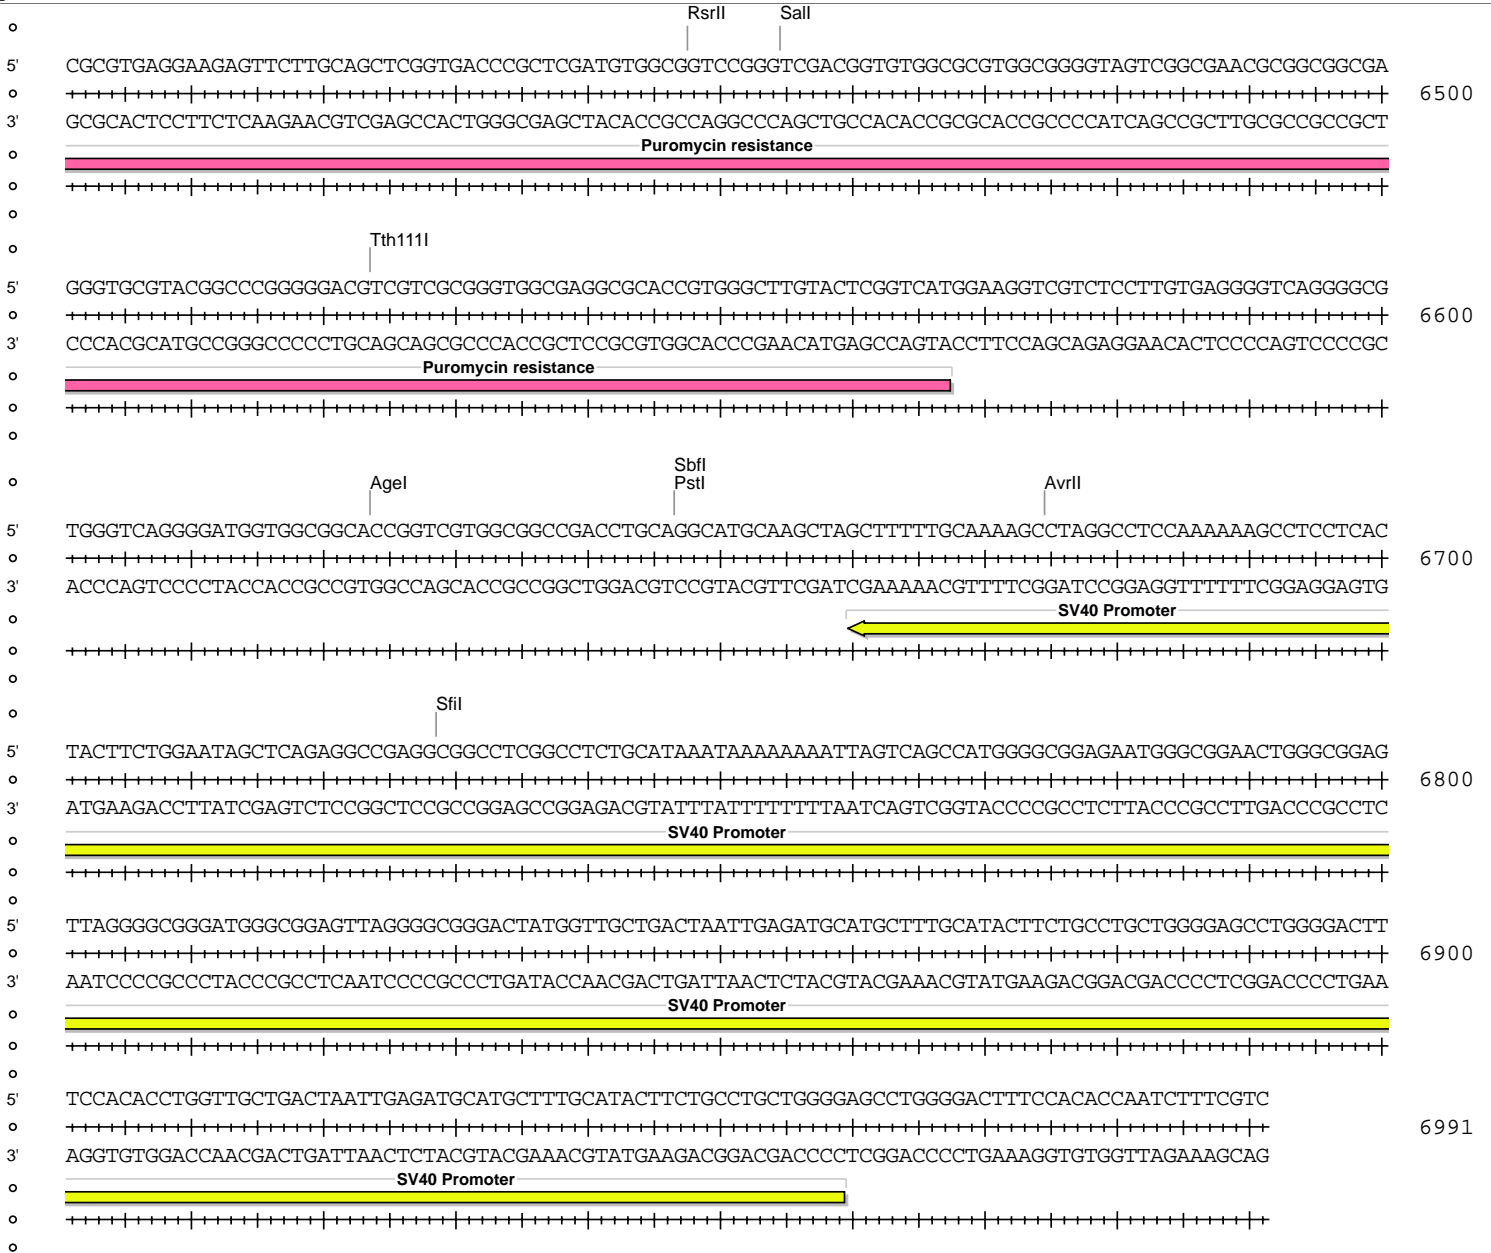 RsrII SalI
5' CGCGTGAGGAAGAGTTCTTGCAGCTCGGTGACCCGCTCGATGTGGCGGTCCGGGTCGACGGTGTGGCGCGTGGCGGGGTAGTCGGCGAACGCGGCGGCGA
6500
3' GCGCACTCCTTCTCAAGAACGTCGAGCCACTGGGCGAGCTACACCGCCAGGCCCAGCTGCCACACCGCGCACCGCCCCATCAGCCGCTTGCGCCGCCGCT
Puromycin resistance
Tth111I
5' GGGTGCGTACGGCCCGGGGGACGTCGTCGCGGGTGGCGAGGCGCACCGTGGGCTTGTACTCGGTCATGGAAGGTCGTCTCCTTGTGAGGGGTCAGGGGCG
6600
3' CCCACGCATGCCGGGCCCCCTGCAGCAGCGCCCACCGCTCCGCGTGGCACCCGAACATGAGCCAGTACCTTCCAGCAGAGGAACACTCCCCAGTCCCCGC
Puromycin resistance
SbfI
AgeI PstI AvrII
5' TGGGTCAGGGGATGGTGGCGGCACCGGTCGTGGCGGCCGACCTGCAGGCATGCAAGCTAGCTTTTTGCAAAAGCCTAGGCCTCCAAAAAAGCCTCCTCAC
6700
3' ACCCAGTCCCCTACCACCGCCGTGGCCAGCACCGCCGGCTGGACGTCCGTACGTTCGATCGAAAAACGTTTTCGGATCCGGAGGTTTTTTCGGAGGAGTG
SV40 Promoter
SfiI
5' TACTTCTGGAATAGCTCAGAGGCCGAGGCGGCCTCGGCCTCTGCATAAATAAAAAAAATTAGTCAGCCATGGGGCGGAGAATGGGCGGAACTGGGCGGAG
6800
3' ATGAAGACCTTATCGAGTCTCCGGCTCCGCCGGAGCCGGAGACGTATTTATTTTTTTTAATCAGTCGGTACCCCGCCTCTTACCCGCCTTGACCCGCCTC
SV40 Promoter
5' TTAGGGGCGGGATGGGCGGAGTTAGGGGCGGGACTATGGTTGCTGACTAATTGAGATGCATGCTTTGCATACTTCTGCCTGCTGGGGAGCCTGGGGACTT
6900
3' AATCCCCGCCCTACCCGCCTCAATCCCCGCCCTGATACCAACGACTGATTAACTCTACGTACGAAACGTATGAAGACGGACGACCCCTCGGACCCCTGAA
SV40 Promoter
5' TCCACACCTGGTTGCTGACTAATTGAGATGCATGCTTTGCATACTTCTGCCTGCTGGGGAGCCTGGGGACTTTCCACACCAATCTTTCGTC
6991
3' AGGTGTGGACCAACGACTGATTAACTCTACGTACGAAACGTATGAAGACGGACGACCCCTCGGACCCCTGAAAGGTGTGGTTAGAAAGCAG
SV40 Promoter